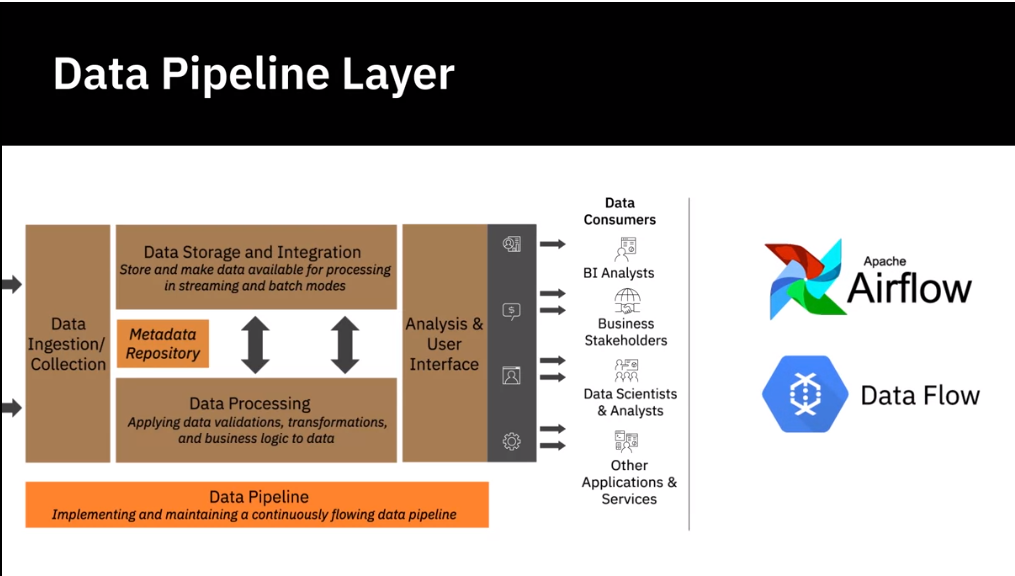 Data Pipeline Layer
Data Ingestion/
Collection
Data Storage and Integration
Store and make data available for processing
in streaming and batch modes
Metadata
Repository
Data Processing
Applying data validations, transformations,
and business logic to data
Analysis &
User
Interface
$
Data Pipeline
Implementing and maintaining a continuously flowing data pipeline
Data
Consumers
BI Analysts
Business
Stakeholders
Data Scientists
& Analysts
Other
Applications &
Services
Apache
Airflow
Data Flow